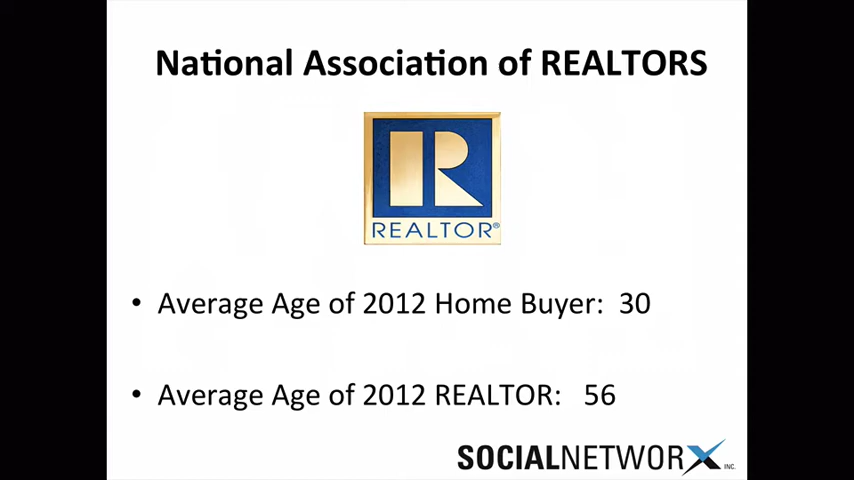 National Association of REALTORS
R
REALTOR®
• Average Age of 2012 Home Buyer: 30
• Average Age of 2012 REALTOR: 56
SOCIALNETWORX INC.